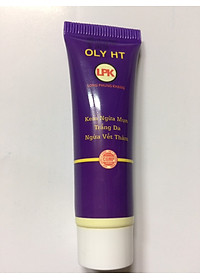 OLY HT
LPK
Kem Ngừa Mụn
Trắng Da
Ngừa Vết Thâm